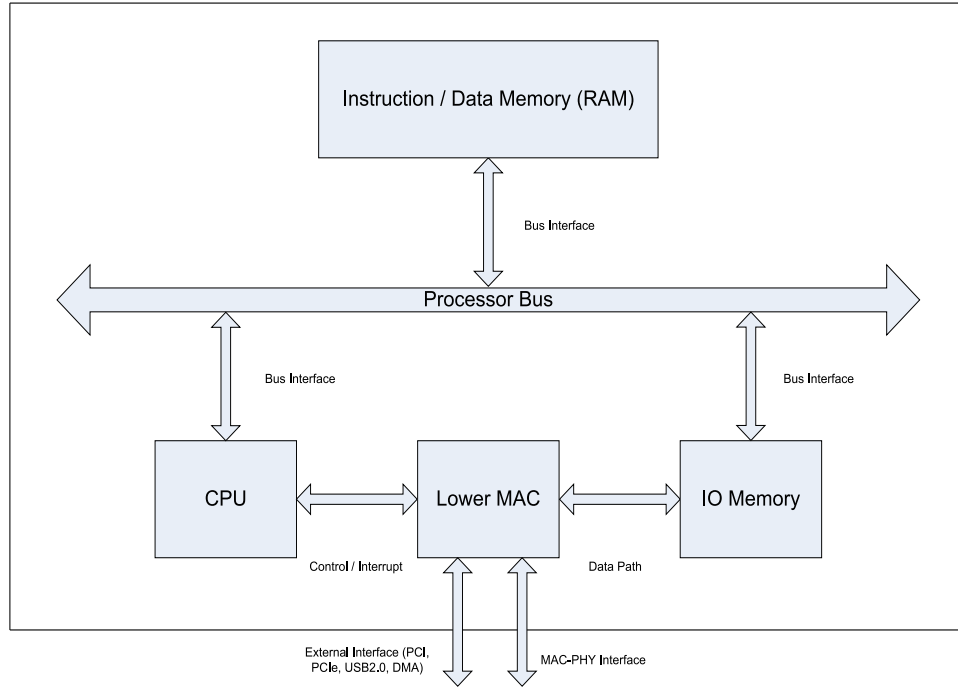 Instruction / Data Memory (RAM)
Bus Interface
Processor Bus
Bus Interface
Bus Interface
CPU
Lower MAC
IO Memory
Control / Interrupt
Data Path
External Interface (PCI,
PCIe, USB2.0, DMA)
MAC-PHY Interface